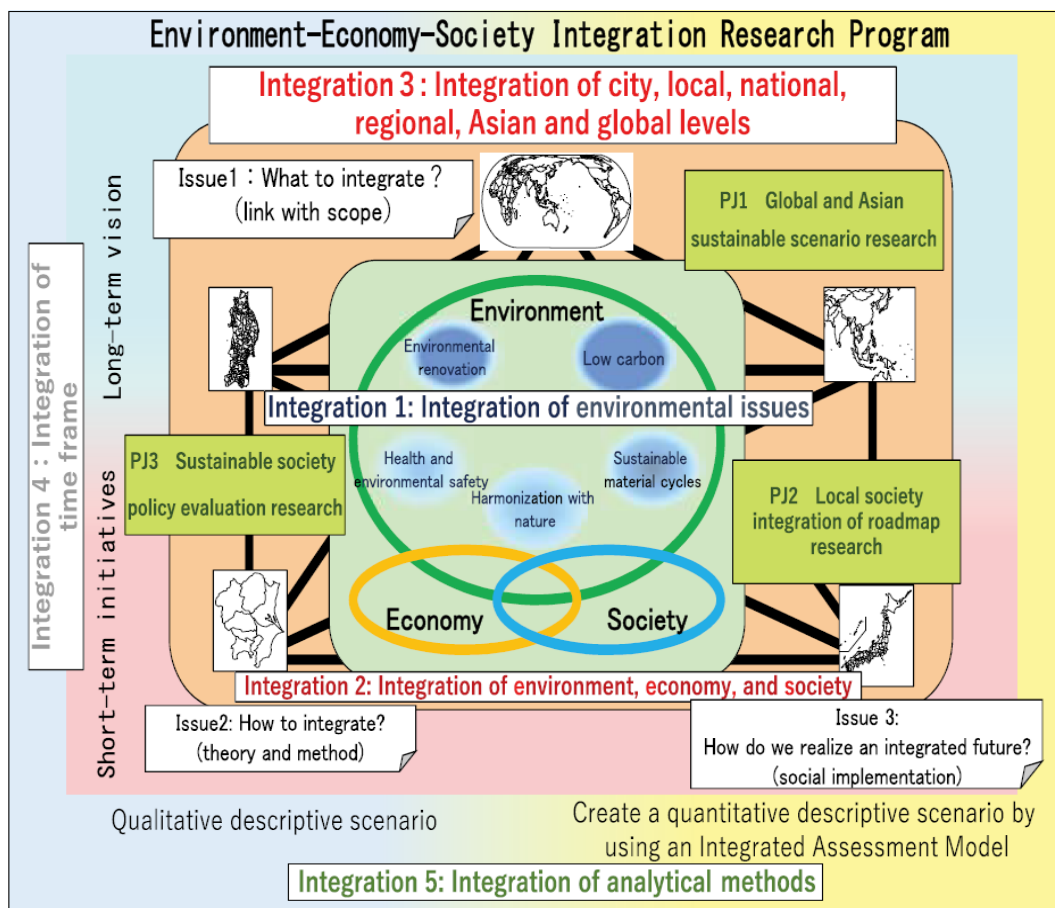 Environment-Economy-Society Integration Research Program
Integration 3 : Integration of city, local, national,
regional, Asian and global levels
Issue1 : What to integrate ?
(link with scope)
PJ1 Global and Asian
sustainable scenario research
Long-term vision
Integration 4 : Integration of
time frame
Short-term initiatives
Environment
Environmental
renovation
Low carbon
Integration 1: Integration of environmental issues
PJ3 Sustainable society
policy evaluation research
Health and
environmental safety
Harmonization with
nature
Sustainable
material cycles
PJ2 Local society
integration of roadmap
research
Economy
Society
Integration 2: Integration of environment, economy, and society
Issue2: How to integrate?
(theory and method)
Issue 3:
How do we realize an integrated future?
(social implementation)
Qualitative descriptive scenario
Create a quantitative descriptive scenario by
using an Integrated Assessment Model
Integration 5: Integration of analytical methods